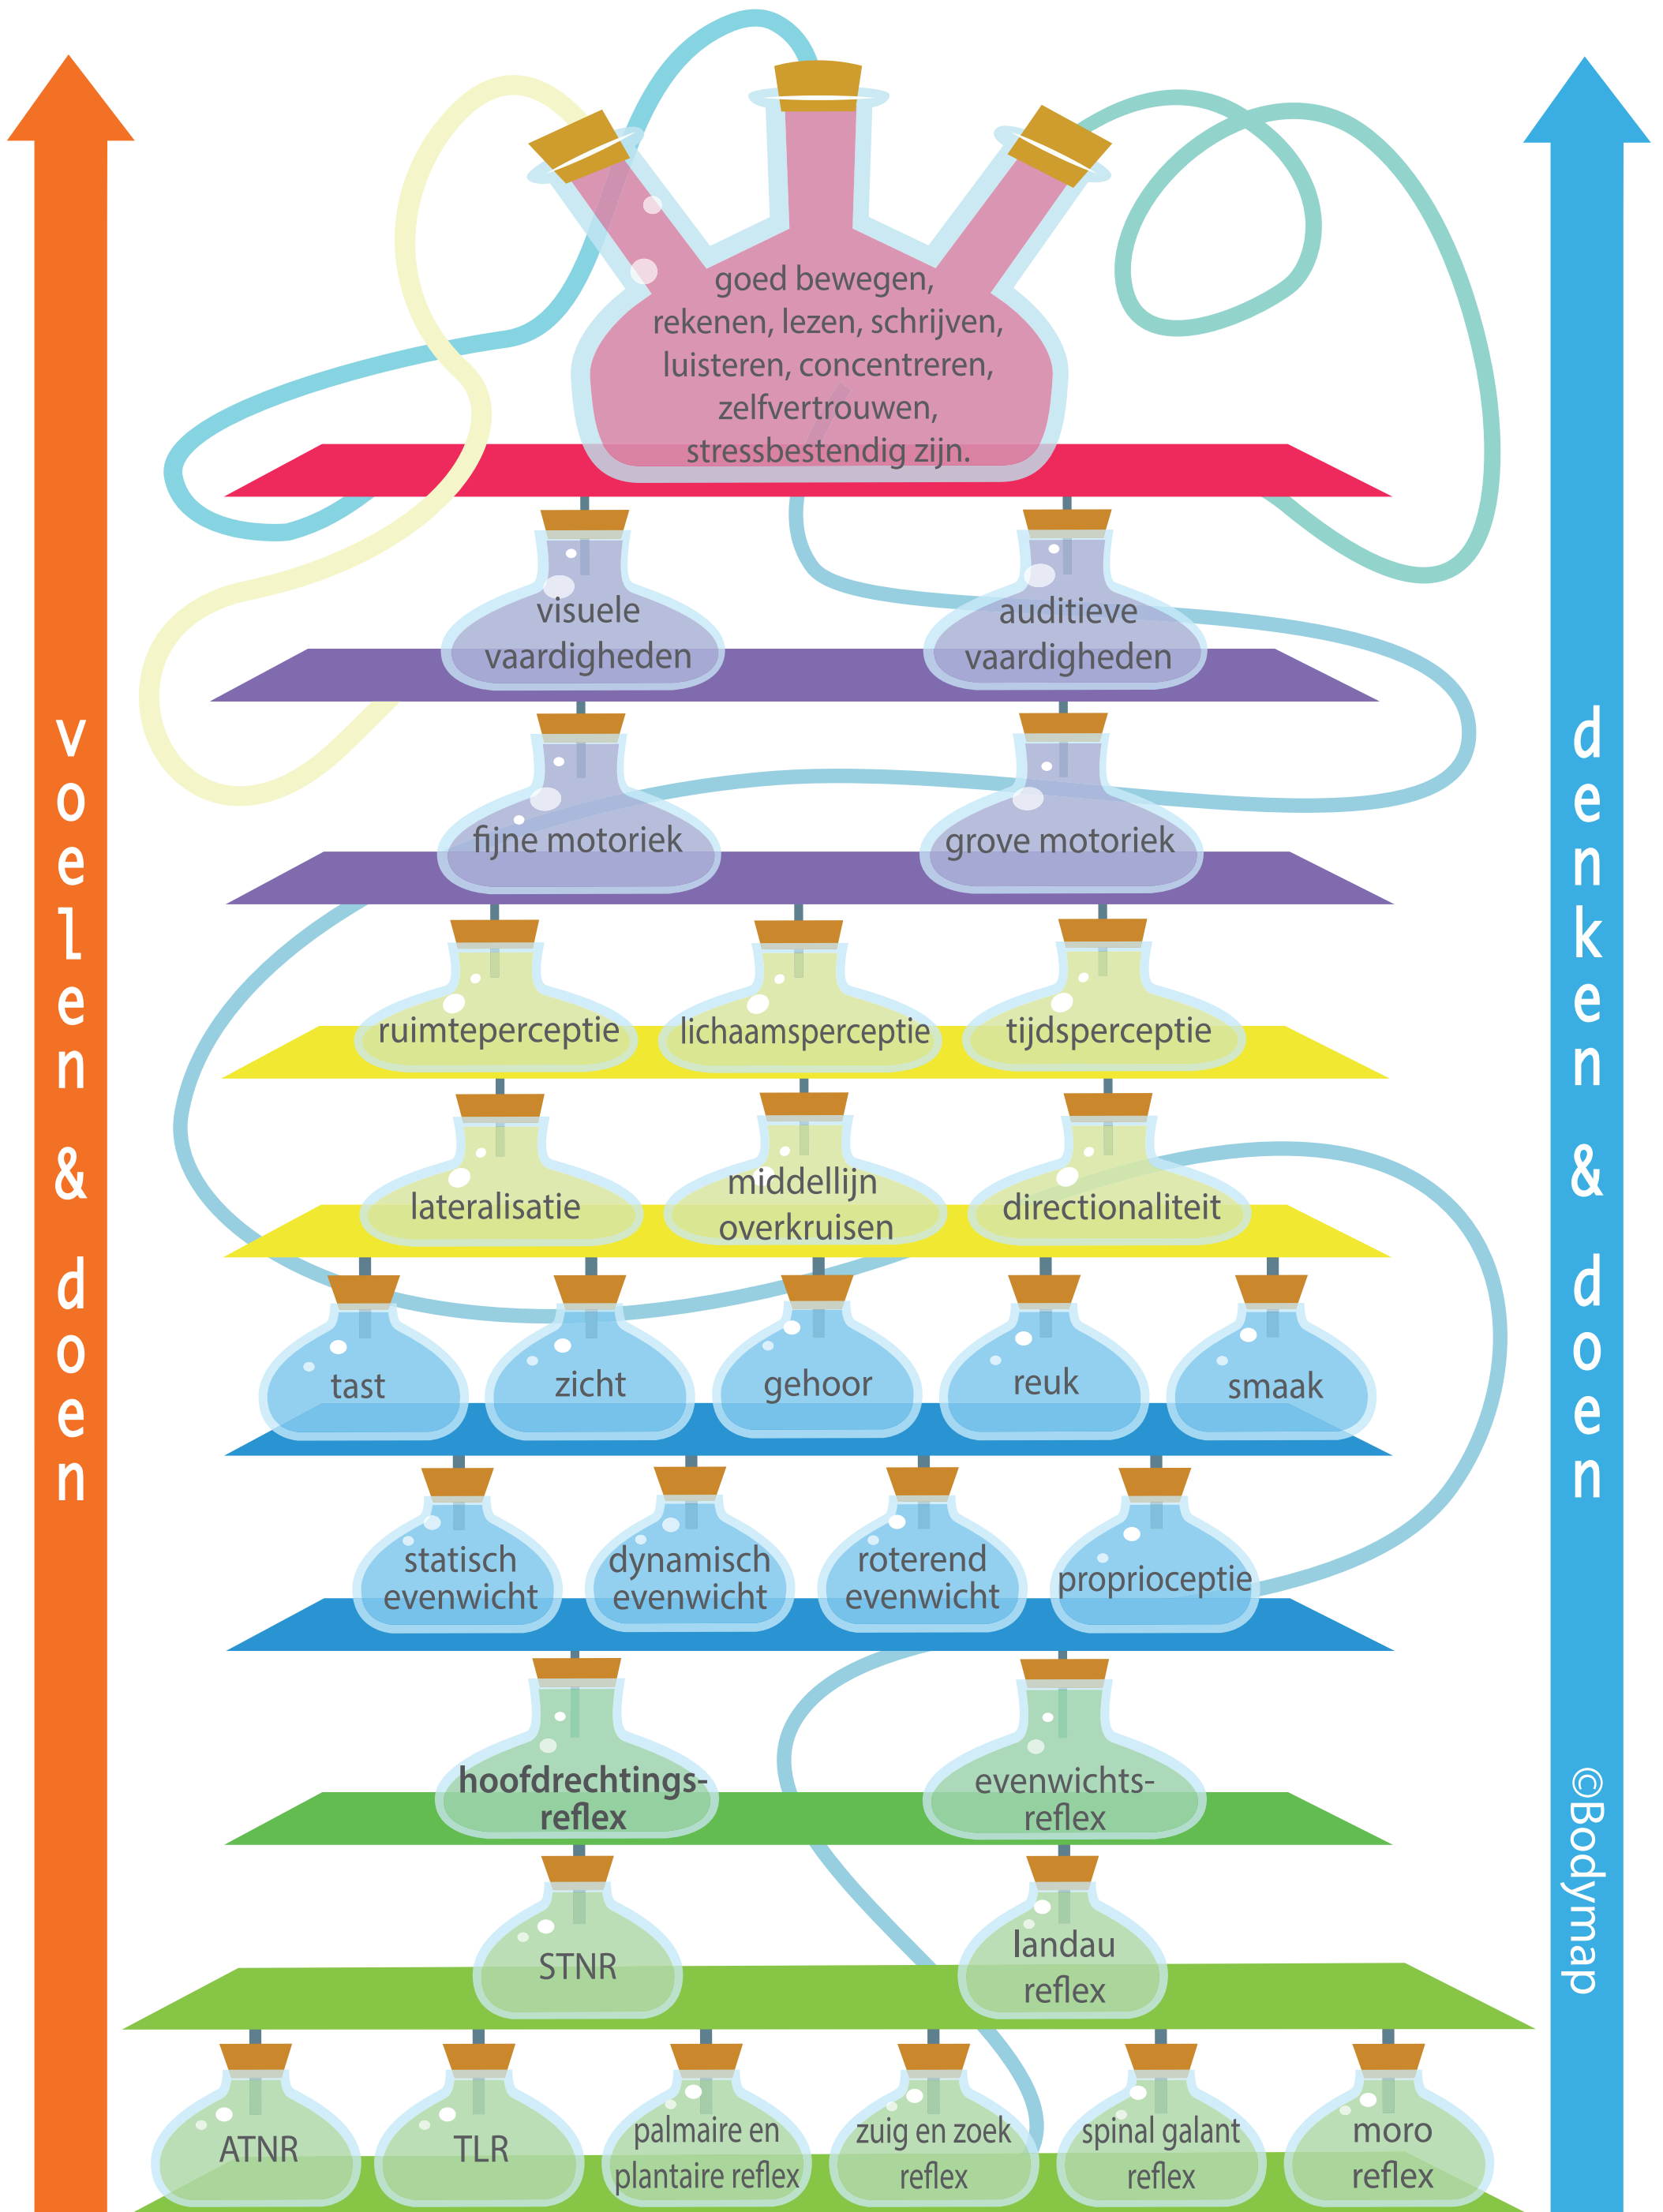 goed bewegen,
rekenen, lezen, schrijven,
luisteren, concentreren,
zelfvertrouwen,
stressbestendig zijn.
visuele
vaardigheden
auditieve
vaardigheden
fijne motoriek
grove motoriek
ruimteperceptie
lichaamsperceptie
tijdsperceptie
lateralisatie
middellijn
overkruisen
directionaliteit
tast
zicht
gehoor
reuk
smaak
statisch
evenwicht
dynamisch
evenwicht
roterend
evenwicht
proprioceptie
hoofdrechtings-
reflex
evenwichts-
reflex
STNR
landau
reflex
ATNR
TLR
palmaire en
plantaire reflex
zuig en zoek
reflex
spinal galant
reflex
moro
reflex
voelen & doen
denken & doen
©Bodymap